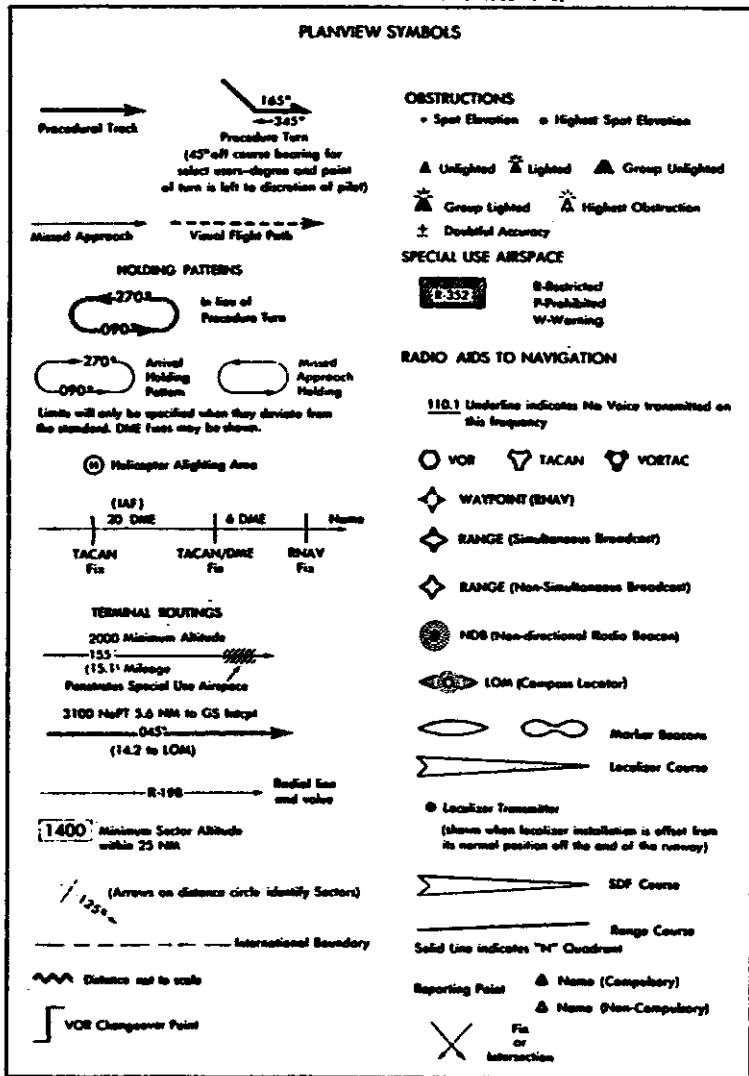 PLANVIEW SYMBOLS
Procedural Track
165°
345°
Procedure Turn
(45° off course bearing for
select users-degree and point
of turn is left to discretion of pilot)
Missed Approach
Visual Flight Path
HOLDING PATTERNS
270°
090°
In lieu of
Procedure Turn
270°
090°
Arrival
Holding
Pattern
Missed
Approach
Holding
Limits will only be specified when they deviate from
the standard. DME fixes may be shown.
H Helicopter Alighting Area
(IAF)
20 DME
6 DME
Name
TACAN
Fix
TACAN/DME
Fix
RNAV
Fix
TERMINAL ROUTINGS
2000 Minimum Altitude
155°
(15.1) Mileage
Penetrates Special Use Airspace
3100 NoPT 5.6 NM to GS Intcpt
045°
(14.2 to LOM)
R-198
Radial line
and value
1400 Minimum Sector Altitude
within 25 NM
125°
(Arrows on distance circle identify Sectors)
International Boundary
Distance not to scale
VOR Changeover Point
OBSTRUCTIONS
Spot Elevation
Highest Spot Elevation
Unlighted
Lighted
Group Unlighted
Group Lighted
Highest Obstruction
± Doubtful Accuracy
SPECIAL USE AIRSPACE
R-352
R-Restricted
P-Prohibited
W-Warning
RADIO AIDS TO NAVIGATION
110.1 Underline indicates No Voice transmitted on
this frequency
VOR
TACAN
VORTAC
WAYPOINT (RNAV)
RANGE (Simultaneous Broadcast)
RANGE (Non-Simultaneous Broadcast)
NDB (Non-directional Radio Beacon)
LOM (Compass Locator)
Marker Beacons
Localizer Course
Localizer Transmitter
(shown when localizer installation is offset from
its normal position off the end of the runway)
SDF Course
Range Course
Solid Line indicates "N" Quadrant
Reporting Point
Name (Compulsory)
Name (Non-Compulsory)
Fix
or
Intersection